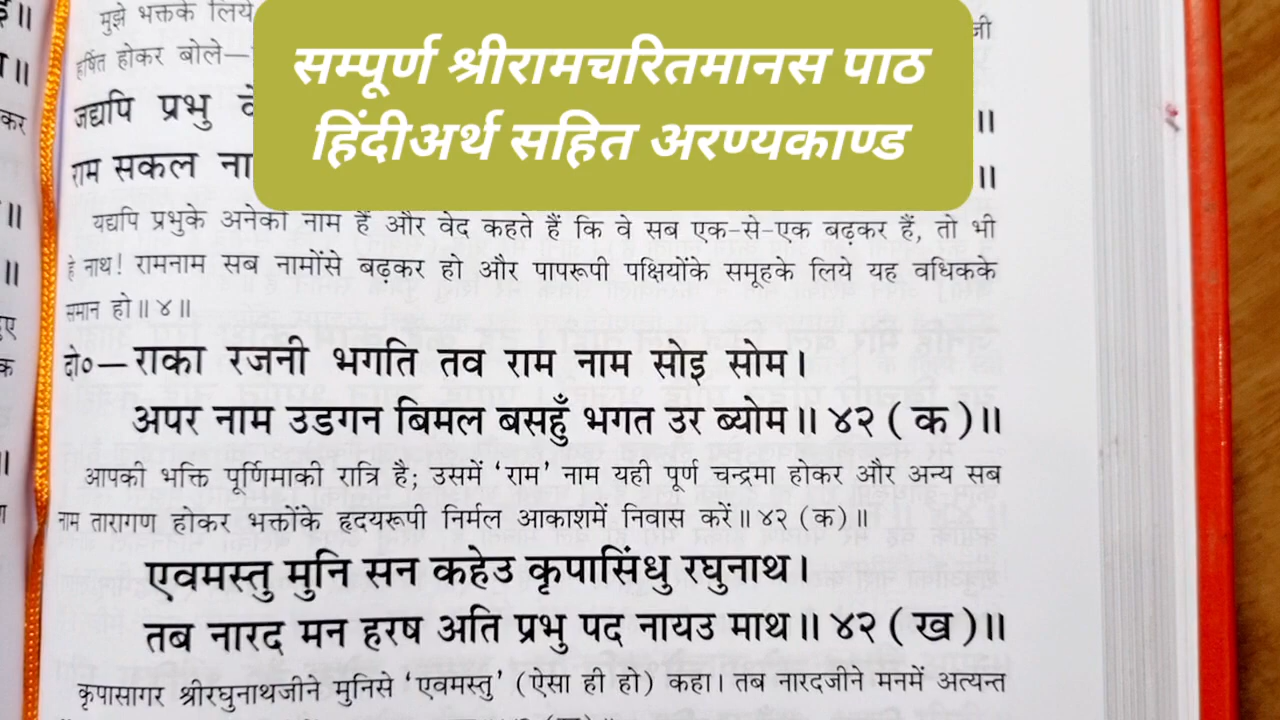 मुझे भक्तके लिये
हर्षित होकर बोले—
सम्पूर्ण श्रीरामचरितमानस पाठ
हिंदीअर्थ सहित अरण्यकाण्ड
जद्यपि प्रभु
राम सकल ना
यद्यपि प्रभुके अनेकों नाम हैं और वेद कहते हैं कि वे सब एक-से-एक बढ़कर हैं, तो भी
हे नाथ! रामनाम सब नामोंसे बढ़कर हो और पापरूपी पक्षियोंके समूहके लिये यह वधिकके
समान हो॥ ४॥
दो०—राका रजनी भगति तव राम नाम सोइ सोम।
अपर नाम उडगन बिमल बसहुँ भगत उर ब्योम॥ ४२ ( क )॥
आपकी भक्ति पूर्णिमाकी रात्रि है; उसमें ‘राम’ नाम यही पूर्ण चन्द्रमा होकर और अन्य सब
नाम तारागण होकर भक्तोंके हृदयरूपी निर्मल आकाशमें निवास करें॥ ४२ (क)॥
एवमस्तु मुनि सन कहेउ कृपासिंधु रघुनाथ।
तब नारद मन हरष अति प्रभु पद नायउ माथ॥ ४२ ( ख )॥
कृपासागर श्रीरघुनाथजीने मुनिसे ‘एवमस्तु’ (ऐसा ही हो) कहा। तब नारदजीने मनमें अत्यन्त